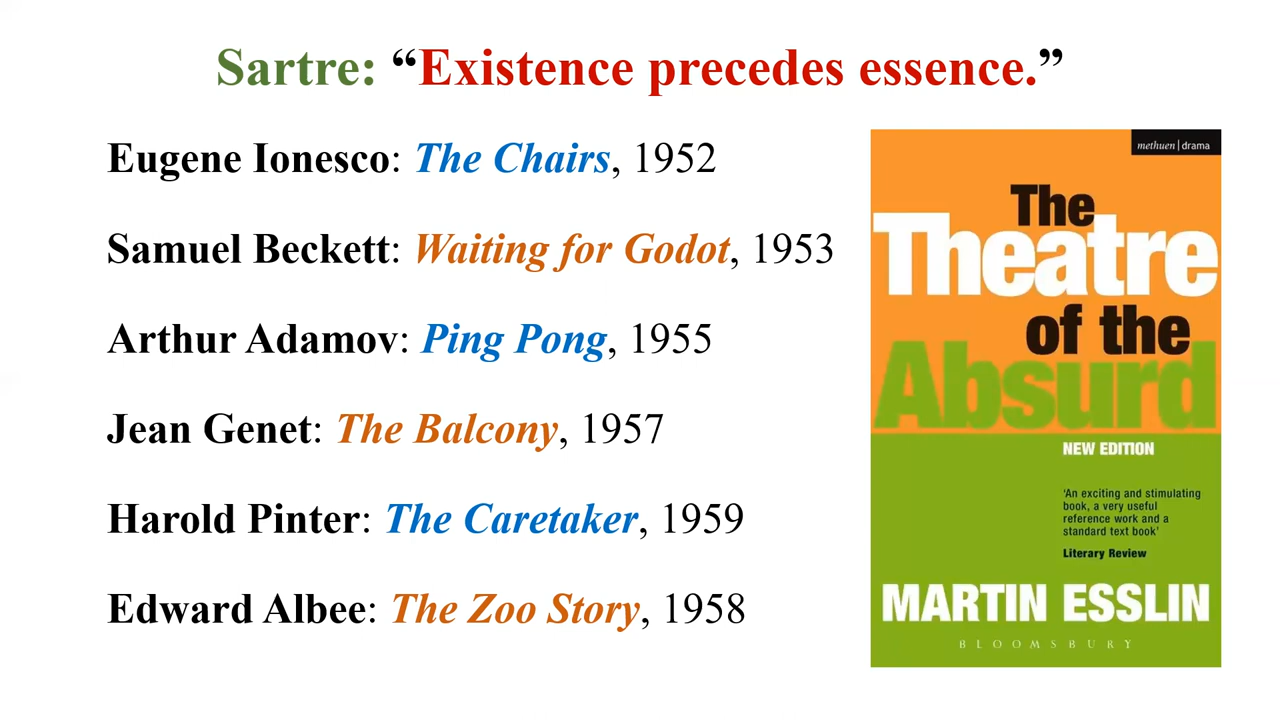 Sartre: “Existence precedes essence.”
Eugene Ionesco: The Chairs, 1952
Samuel Beckett: Waiting for Godot, 1953
Arthur Adamov: Ping Pong, 1955
Jean Genet: The Balcony, 1957
Harold Pinter: The Caretaker, 1959
Edward Albee: The Zoo Story, 1958
methuen | drama
The
Theatre
of the
Absurd
NEW EDITION
'An exciting and stimulating
book, a very useful
reference work and a
standard text book'
Literary Review
MARTIN ESSLIN
BLOOMSBURY